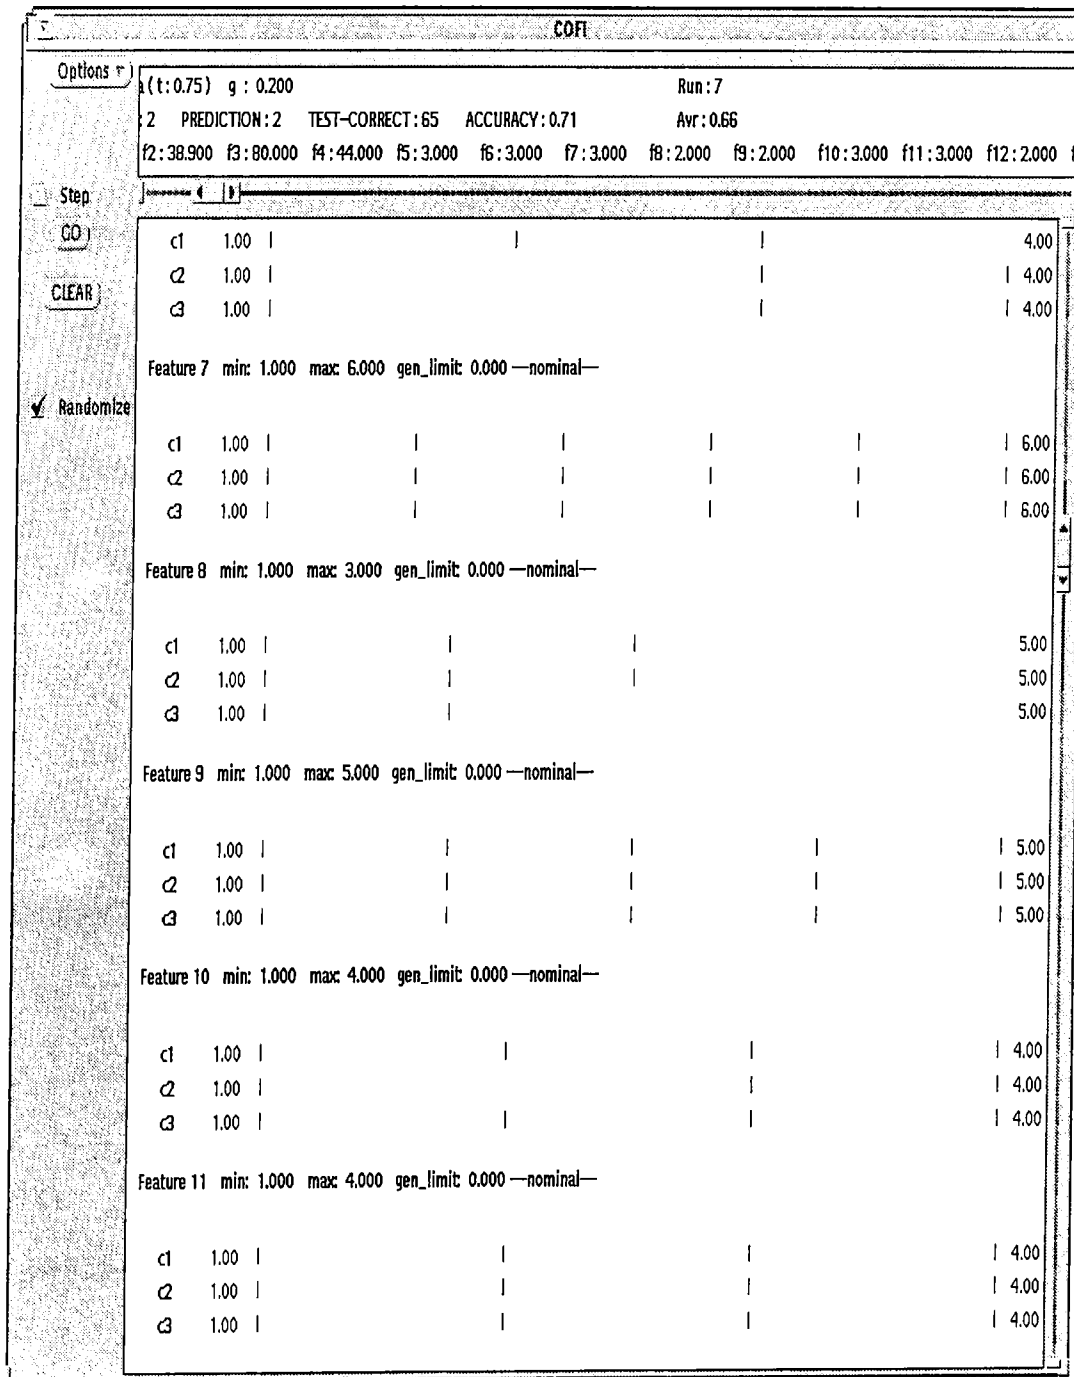 COFI
Options
a(t:0.75) g : 0.200 Run:7
:2 PREDICTION:2 TEST-CORRECT:65 ACCURACY:0.71 Avr:0.66
f2:38.900 f3:80.000 f4:44.000 f5:3.000 f6:3.000 f7:3.000 f8:2.000 f9:2.000 f10:3.000 f11:3.000 f12:2.000 f
Step
GO
CLEAR
Randomize
c1 1.00 | | | 4.00
c2 1.00 | | | 4.00
c3 1.00 | | | 4.00
Feature 7 min: 1.000 max: 6.000 gen_limit: 0.000 —nominal—
c1 1.00 | | | | | | 6.00
c2 1.00 | | | | | | 6.00
c3 1.00 | | | | | | 6.00
Feature 8 min: 1.000 max: 3.000 gen_limit: 0.000 —nominal—
c1 1.00 | | | 5.00
c2 1.00 | | | 5.00
c3 1.00 | | 5.00
Feature 9 min: 1.000 max: 5.000 gen_limit: 0.000 —nominal—
c1 1.00 | | | | | 5.00
c2 1.00 | | | | | 5.00
c3 1.00 | | | | | 5.00
Feature 10 min: 1.000 max: 4.000 gen_limit: 0.000 —nominal—
c1 1.00 | | | | 4.00
c2 1.00 | | | 4.00
c3 1.00 | | | | 4.00
Feature 11 min: 1.000 max: 4.000 gen_limit: 0.000 —nominal—
c1 1.00 | | | | 4.00
c2 1.00 | | | | 4.00
c3 1.00 | | | | 4.00